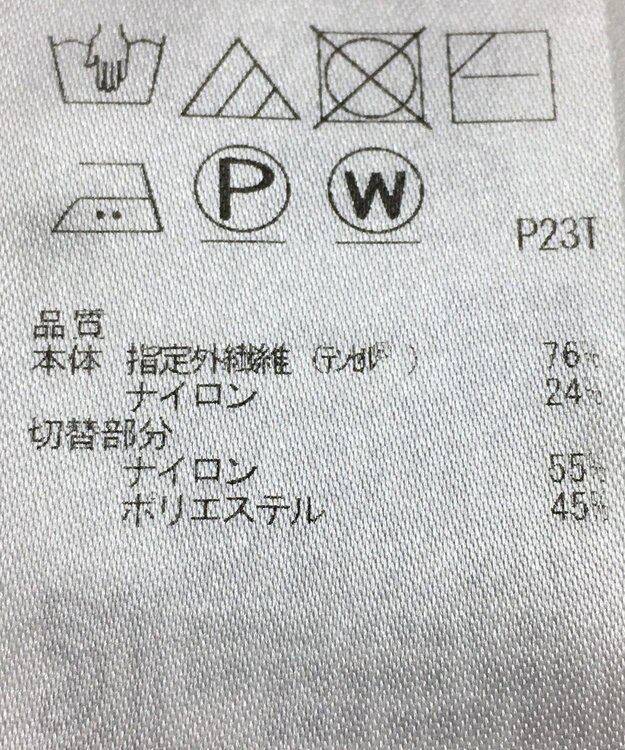 P W P23T
品質
本体 指定外繊維（テンセル®） 76%
ナイロン 24%
切替部分
ナイロン 55%
ポリエステル 45%